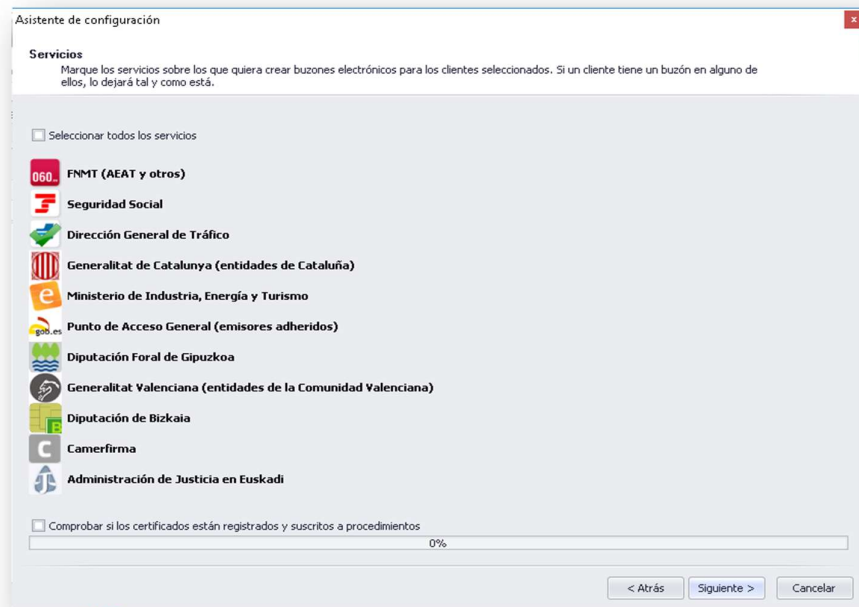 Asistente de configuración
x
Servicios
Marque los servicios sobre los que quiera crear buzones electrónicos para los clientes seleccionados. Si un cliente tiene un buzón en alguno de
ellos, lo dejará tal y como está.
Seleccionar todos los servicios
060 FNMT (AEAT y otros)
Seguridad Social
Dirección General de Tráfico
Generalitat de Catalunya (entidades de Cataluña)
e Ministerio de Industria, Energía y Turismo
gob.es Punto de Acceso General (emisores adheridos)
Diputación Foral de Gipuzkoa
Generalitat Valenciana (entidades de la Comunidad Valenciana)
B Diputación de Bizkaia
C Camerfirma
Administración de Justicia en Euskadi
Comprobar si los certificados están registrados y suscritos a procedimientos
0%
< Atrás Siguiente > Cancelar